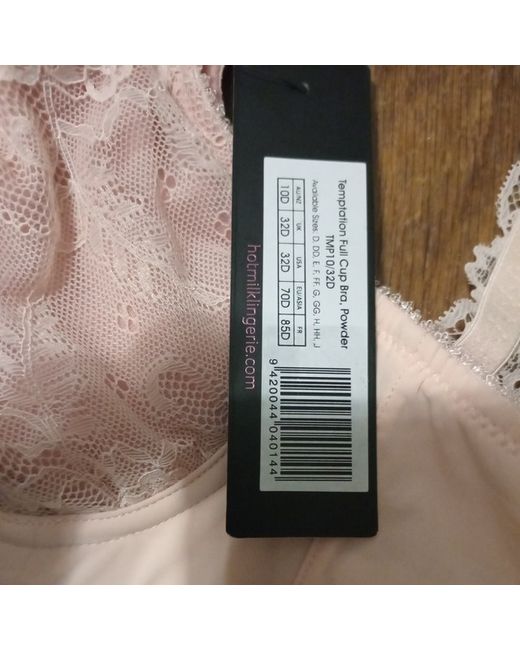 Temptation Full Cup Bra, Powder
TMP10/32D
Available Sizes: D, DD, E, F, FF, G, GG, H, HH, J
AU/NZ UK USA EU/ASIA FR
10D 32D 32D 70D 85D
9 420044 040144
hotmilklingerie.com